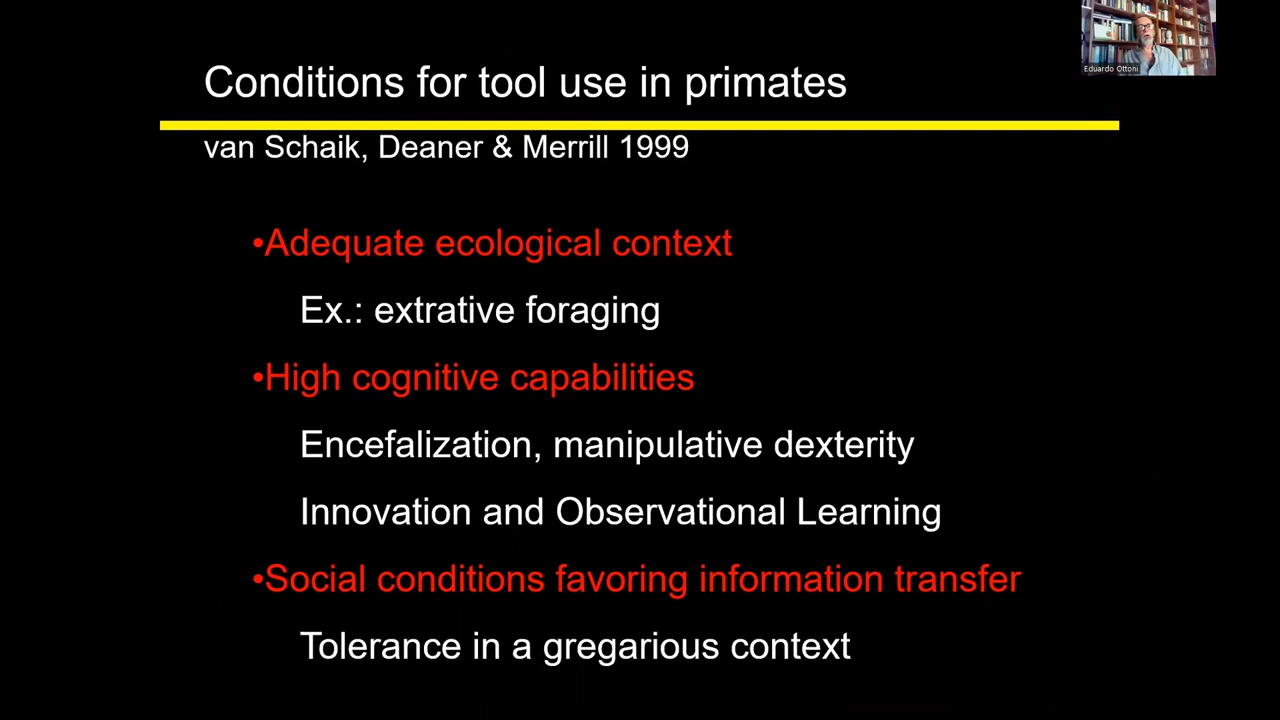 Eduardo Ottoni
Conditions for tool use in primates
van Schaik, Deaner & Merrill 1999
•Adequate ecological context
Ex.: extrative foraging
•High cognitive capabilities
Encefalization, manipulative dexterity
Innovation and Observational Learning
•Social conditions favoring information transfer
Tolerance in a gregarious context